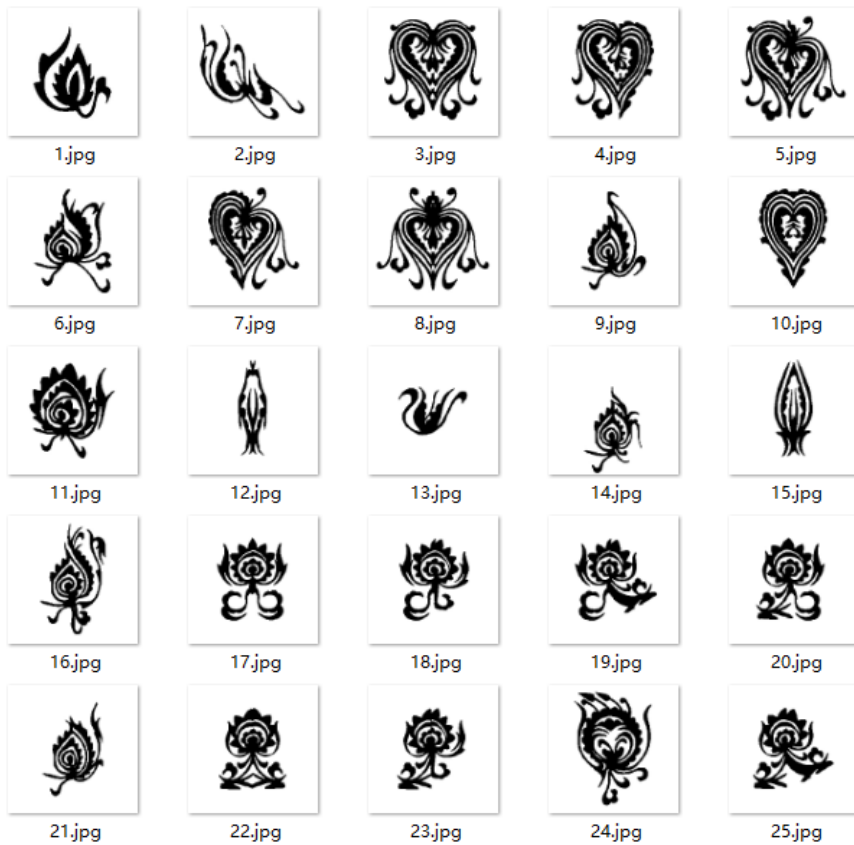 1.jpg 2.jpg 3.jpg 4.jpg 5.jpg
6.jpg 7.jpg 8.jpg 9.jpg 10.jpg
11.jpg 12.jpg 13.jpg 14.jpg 15.jpg
16.jpg 17.jpg 18.jpg 19.jpg 20.jpg
21.jpg 22.jpg 23.jpg 24.jpg 25.jpg